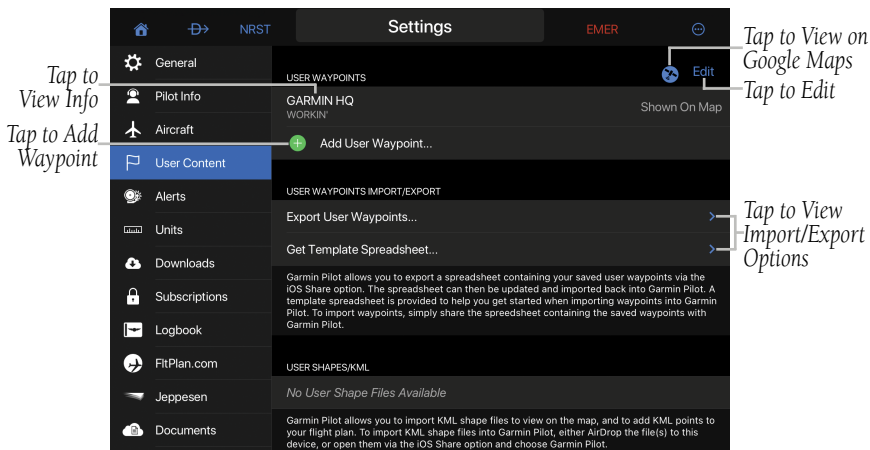 NRST
Settings
EMER
Tap to View on
Google Maps
Tap to
View Info
Tap to Add
Waypoint
General
Pilot Info
Aircraft
User Content
Alerts
Units
Downloads
Subscriptions
Logbook
FltPlan.com
Jeppesen
Documents
USER WAYPOINTS
Edit
Tap to Edit
GARMIN HQ
WORKIN'
Shown On Map
Add User Waypoint...
USER WAYPOINTS IMPORT/EXPORT
Export User Waypoints...
Get Template Spreadsheet...
Tap to View
Import/Export
Options
Garmin Pilot allows you to export a spreadsheet containing your saved user waypoints via the
iOS Share option. The spreadsheet can then be updated and imported back into Garmin Pilot. A
template spreadsheet is provided to help you get started when importing waypoints into Garmin
Pilot. To import waypoints, simply share the spreedsheet containing the saved waypoints with
Garmin Pilot.
USER SHAPES/KML
No User Shape Files Available
Garmin Pilot allows you to import KML shape files to view on the map, and to add KML points to
your flight plan. To import KML shape files into Garmin Pilot, either AirDrop the file(s) to this
device, or open them via the iOS Share option and choose Garmin Pilot.